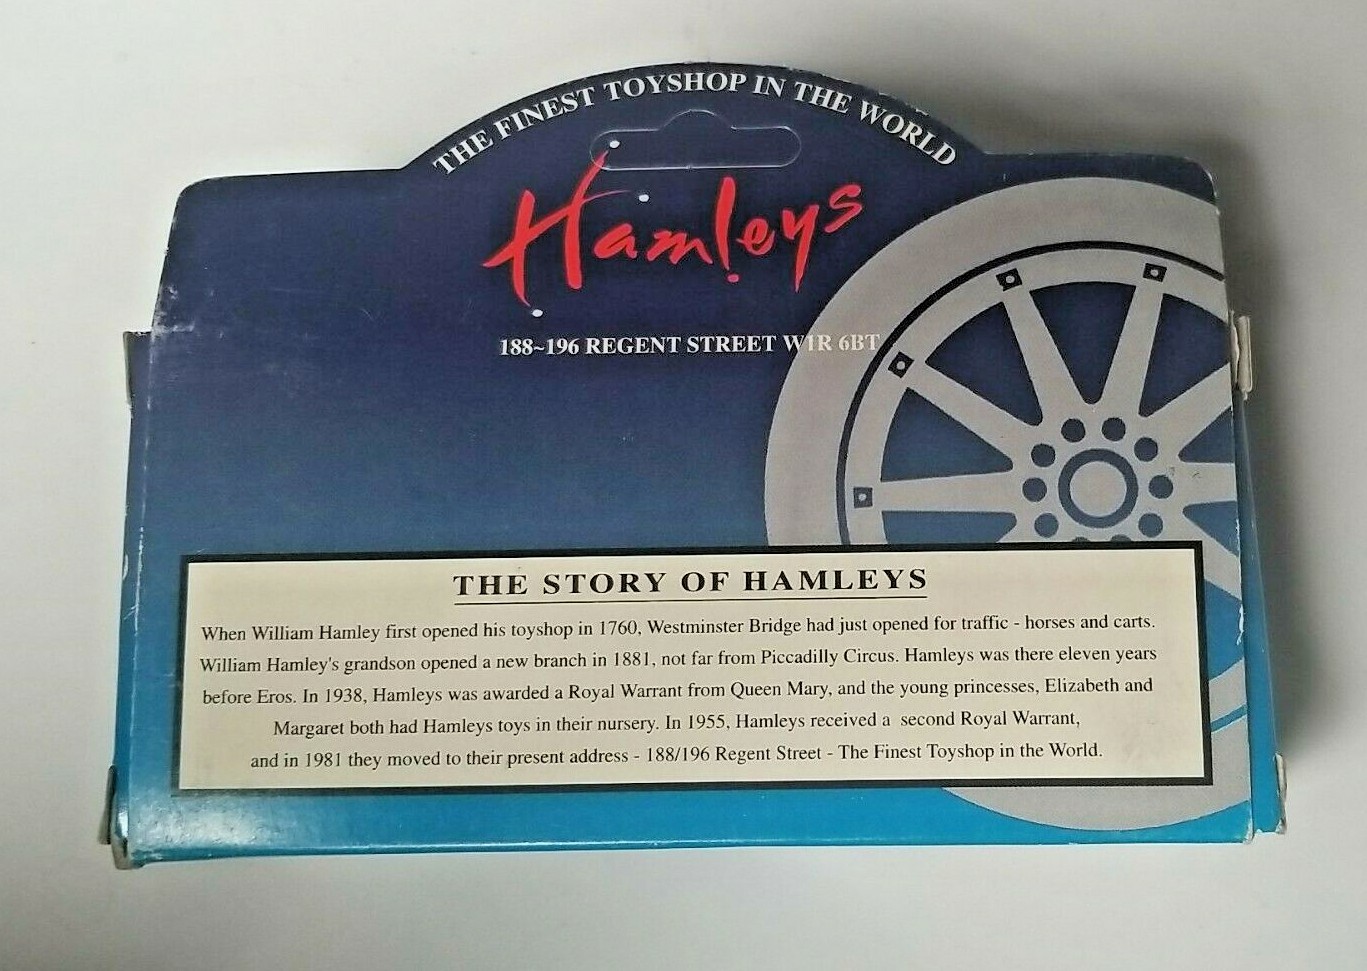 THE FINEST TOYSHOP IN THE WORLD
Hamleys
188~196 REGENT STREET W1R 6BT
THE STORY OF HAMLEYS
When William Hamley first opened his toyshop in 1760, Westminster Bridge had just opened for traffic - horses and carts.
William Hamley's grandson opened a new branch in 1881, not far from Piccadilly Circus. Hamleys was there eleven years
before Eros. In 1938, Hamleys was awarded a Royal Warrant from Queen Mary, and the young princesses, Elizabeth and
Margaret both had Hamleys toys in their nursery. In 1955, Hamleys received a second Royal Warrant,
and in 1981 they moved to their present address - 188/196 Regent Street - The Finest Toyshop in the World.